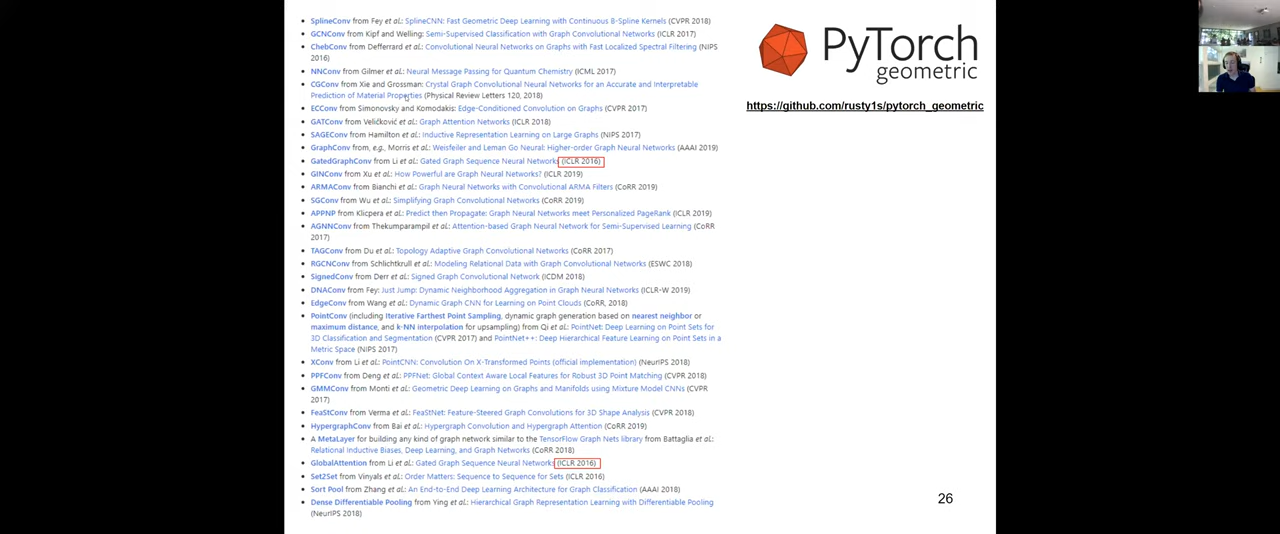 SplineConv from Fey et al.: SplineCNN: Fast Geometric Deep Learning with Continuous B-Spline Kernels (CVPR 2018)
GCNConv from Kipf and Welling: Semi-Supervised Classification with Graph Convolutional Networks (ICLR 2017)
ChebConv from Defferrard et al.: Convolutional Neural Networks on Graphs with Fast Localized Spectral Filtering (NIPS
2016)
NNConv from Gilmer et al.: Neural Message Passing for Quantum Chemistry (ICML 2017)
CGConv from Xie and Grossman: Crystal Graph Convolutional Neural Networks for an Accurate and Interpretable
Prediction of Material Properties (Physical Review Letters 120, 2018)
ECConv from Simonovsky and Komodakis: Edge-Conditioned Convolution on Graphs (CVPR 2017)
GATConv from Veličković et al.: Graph Attention Networks (ICLR 2018)
SAGEConv from Hamilton et al.: Inductive Representation Learning on Large Graphs (NIPS 2017)
GraphConv from, e.g., Morris et al.: Weisfeiler and Leman Go Neural: Higher-order Graph Neural Networks (AAAI 2019)
GatedGraphConv from Li et al.: Gated Graph Sequence Neural Networks (ICLR 2016)
GINConv from Xu et al.: How Powerful are Graph Neural Networks? (ICLR 2019)
ARMAConv from Bianchi et al.: Graph Neural Networks with Convolutional ARMA Filters (CoRR 2019)
SGConv from Wu et al.: Simplifying Graph Convolutional Networks (CoRR 2019)
APPNP from Klicpera et al.: Predict then Propagate: Graph Neural Networks meet Personalized PageRank (ICLR 2019)
AGNNConv from Thekumparampil et al.: Attention-based Graph Neural Network for Semi-Supervised Learning (CoRR
2017)
TAGConv from Du et al.: Topology Adaptive Graph Convolutional Networks (CoRR 2017)
RGCNConv from Schlichtkrull et al.: Modeling Relational Data with Graph Convolutional Networks (ESWC 2018)
SignedConv from Derr et al.: Signed Graph Convolutional Network (ICDM 2018)
DNAConv from Fey: Just Jump: Dynamic Neighborhood Aggregation in Graph Neural Networks (ICLR-W 2019)
EdgeConv from Wang et al.: Dynamic Graph CNN for Learning on Point Clouds (CoRR, 2018)
PointConv (including Iterative Farthest Point Sampling, dynamic graph generation based on nearest neighbor or
maximum distance, and k-NN interpolation for upsampling) from Qi et al.: PointNet: Deep Learning on Point Sets for
3D Classification and Segmentation (CVPR 2017) and PointNet++: Deep Hierarchical Feature Learning on Point Sets in a
Metric Space (NIPS 2017)
XConv from Li et al.: PointCNN: Convolution On X-Transformed Points (official implementation) (NeurIPS 2018)
PPFConv from Deng et al.: PPFNet: Global Context Aware Local Features for Robust 3D Point Matching (CVPR 2018)
GMMConv from Monti et al.: Geometric Deep Learning on Graphs and Manifolds using Mixture Model CNNs (CVPR
2017)
FeaStConv from Verma et al.: FeaStNet: Feature-Steered Graph Convolutions for 3D Shape Analysis (CVPR 2018)
HypergraphConv from Bai et al.: Hypergraph Convolution and Hypergraph Attention (CoRR 2019)
A MetaLayer for building any kind of graph network similar to the TensorFlow Graph Nets library from Battaglia et al.:
Relational Inductive Biases, Deep Learning, and Graph Networks (CoRR 2018)
GlobalAttention from Li et al.: Gated Graph Sequence Neural Networks (ICLR 2016)
Set2Set from Vinyals et al.: Order Matters: Sequence to Sequence for Sets (ICLR 2016)
Sort Pool from Zhang et al.: An End-to-End Deep Learning Architecture for Graph Classification (AAAI 2018)
Dense Differentiable Pooling from Ying et al.: Hierarchical Graph Representation Learning with Differentiable Pooling
(NeurIPS 2018)
PyTorch
geometric
https://github.com/rusty1s/pytorch_geometric
26